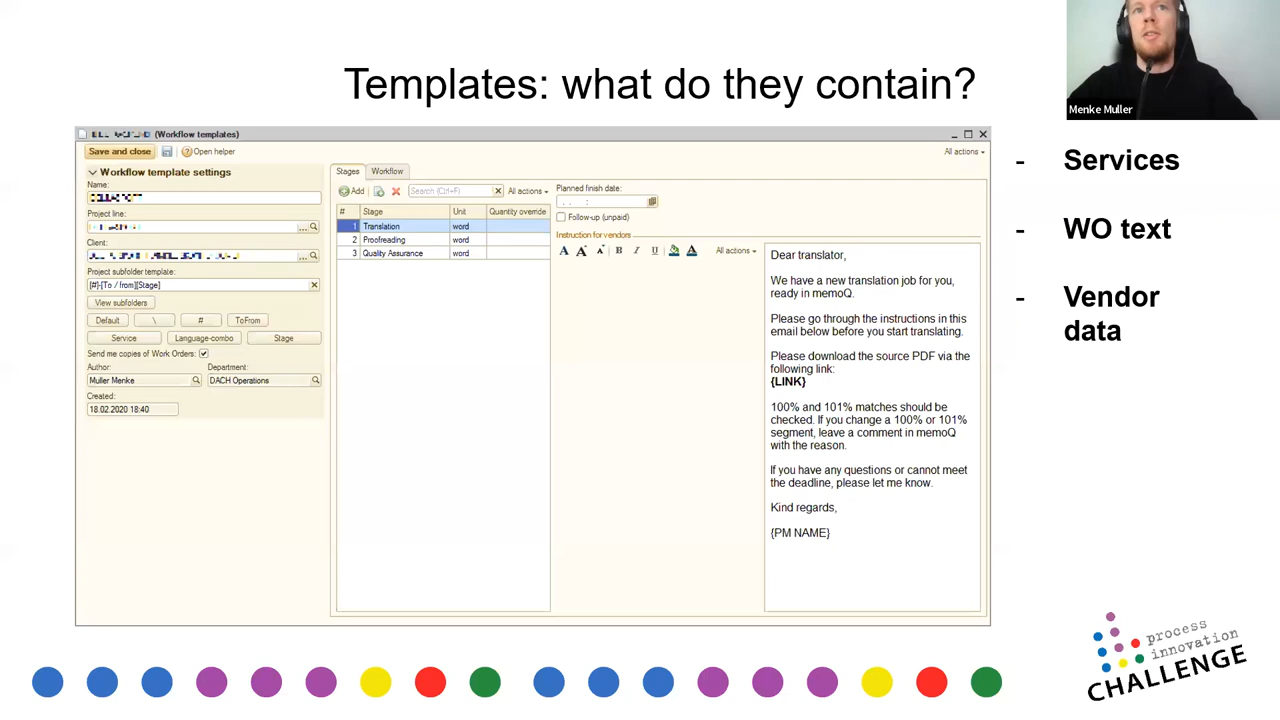 Templates: what do they contain?
Menke Muller
- Services
- WO text
- Vendor
data
(Workflow templates)
Save and close
Open helper
All actions
Workflow template settings
Name:
Project line:
Client:
Project subfolder template:
[#]-[To / from][Stage]
View subfolders
Default \ # ToFrom
Service Language-combo Stage
Send me copies of Work Orders:
Author: Department:
Muller Menke DACH Operations
Created:
18.02.2020 18:40
Stages Workflow
Add Search (Ctrl+F) All actions
# Stage Unit Quantity override
1 Translation word
2 Proofreading word
3 Quality Assurance word
Planned finish date:
. . :
Follow-up (unpaid)
Instruction for vendors
A A A B I U A All actions
Dear translator,
We have a new translation job for you,
ready in memoQ.
Please go through the instructions in this
email below before you start translating.
Please download the source PDF via the
following link:
{LINK}
100% and 101% matches should be
checked. If you change a 100% or 101%
segment, leave a comment in memoQ
with the reason.
If you have any questions or cannot meet
the deadline, please let me know.
Kind regards,
{PM NAME}
process
innovation
CHALLENGE